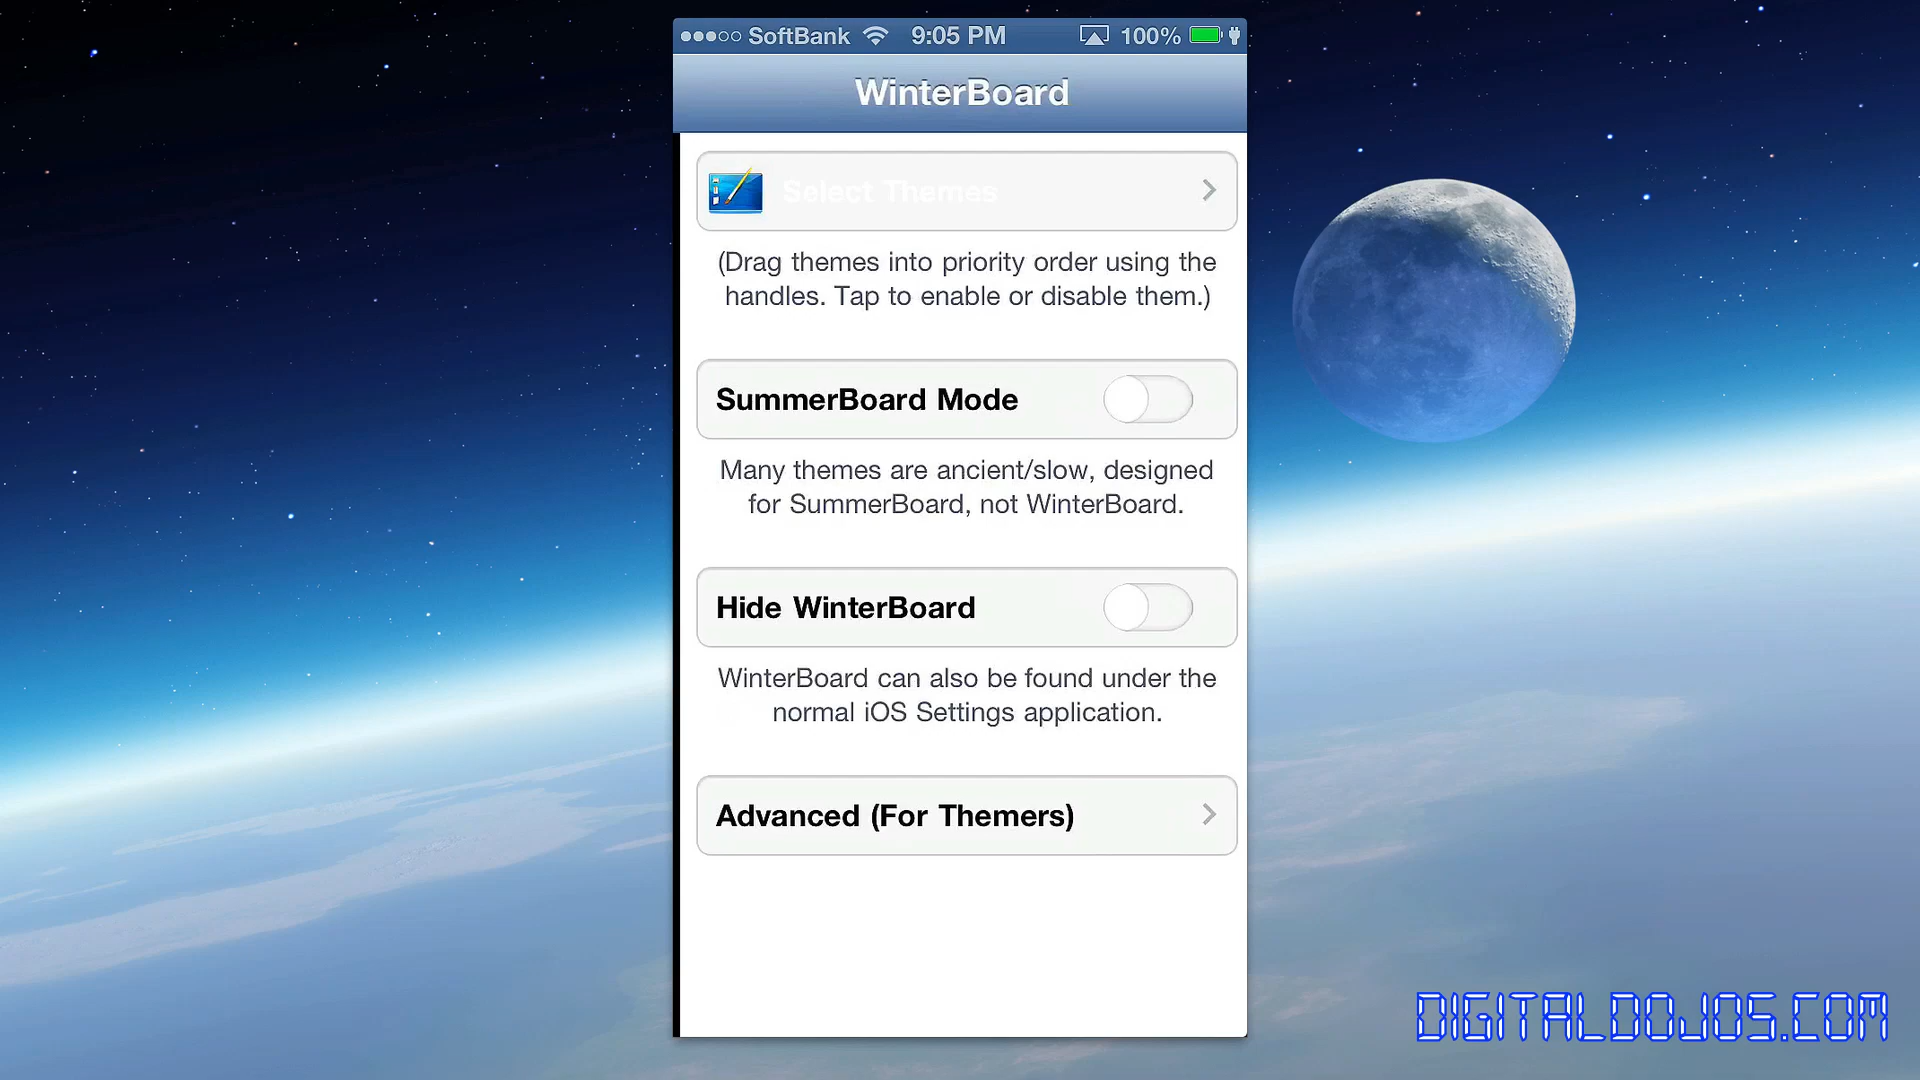 SoftBank 9:05 PM 100%
WinterBoard
Select Themes
(Drag themes into priority order using the
handles. Tap to enable or disable them.)
SummerBoard Mode
Many themes are ancient/slow, designed
for SummerBoard, not WinterBoard.
Hide WinterBoard
WinterBoard can also be found under the
normal iOS Settings application.
Advanced (For Themers)
DIGITALDOJOS.COM